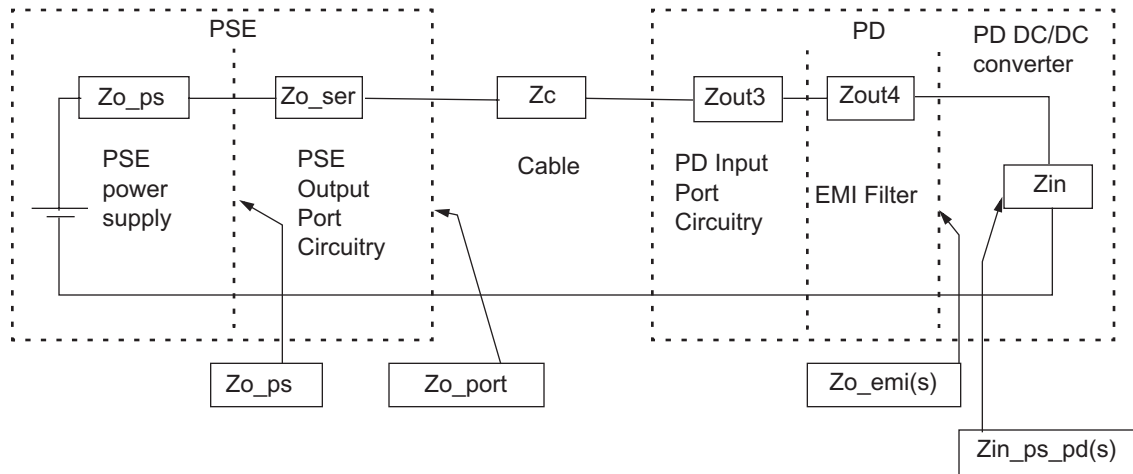 PSE
PD
PD DC/DC
converter
Zo_ps
Zo_ser
Zc
Zout3
Zout4
PSE
power
supply
PSE
Output
Port
Circuitry
Cable
PD Input
Port
Circuitry
EMI Filter
Zin
Zo_ps
Zo_port
Zo_emi(s)
Zin_ps_pd(s)